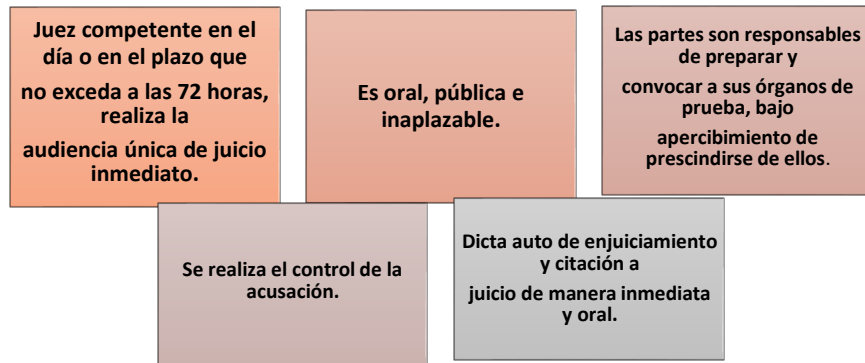 Juez competente en el
día o en el plazo que
no exceda a las 72 horas,
realiza la
audiencia única de juicio
inmediato.
Es oral, pública e
inaplazable.
Las partes son responsables
de preparar y
convocar a sus órganos de
prueba, bajo
apercibimiento de
prescindirse de ellos.
Se realiza el control de la
acusación.
Dicta auto de enjuiciamiento
y citación a
juicio de manera inmediata
y oral.